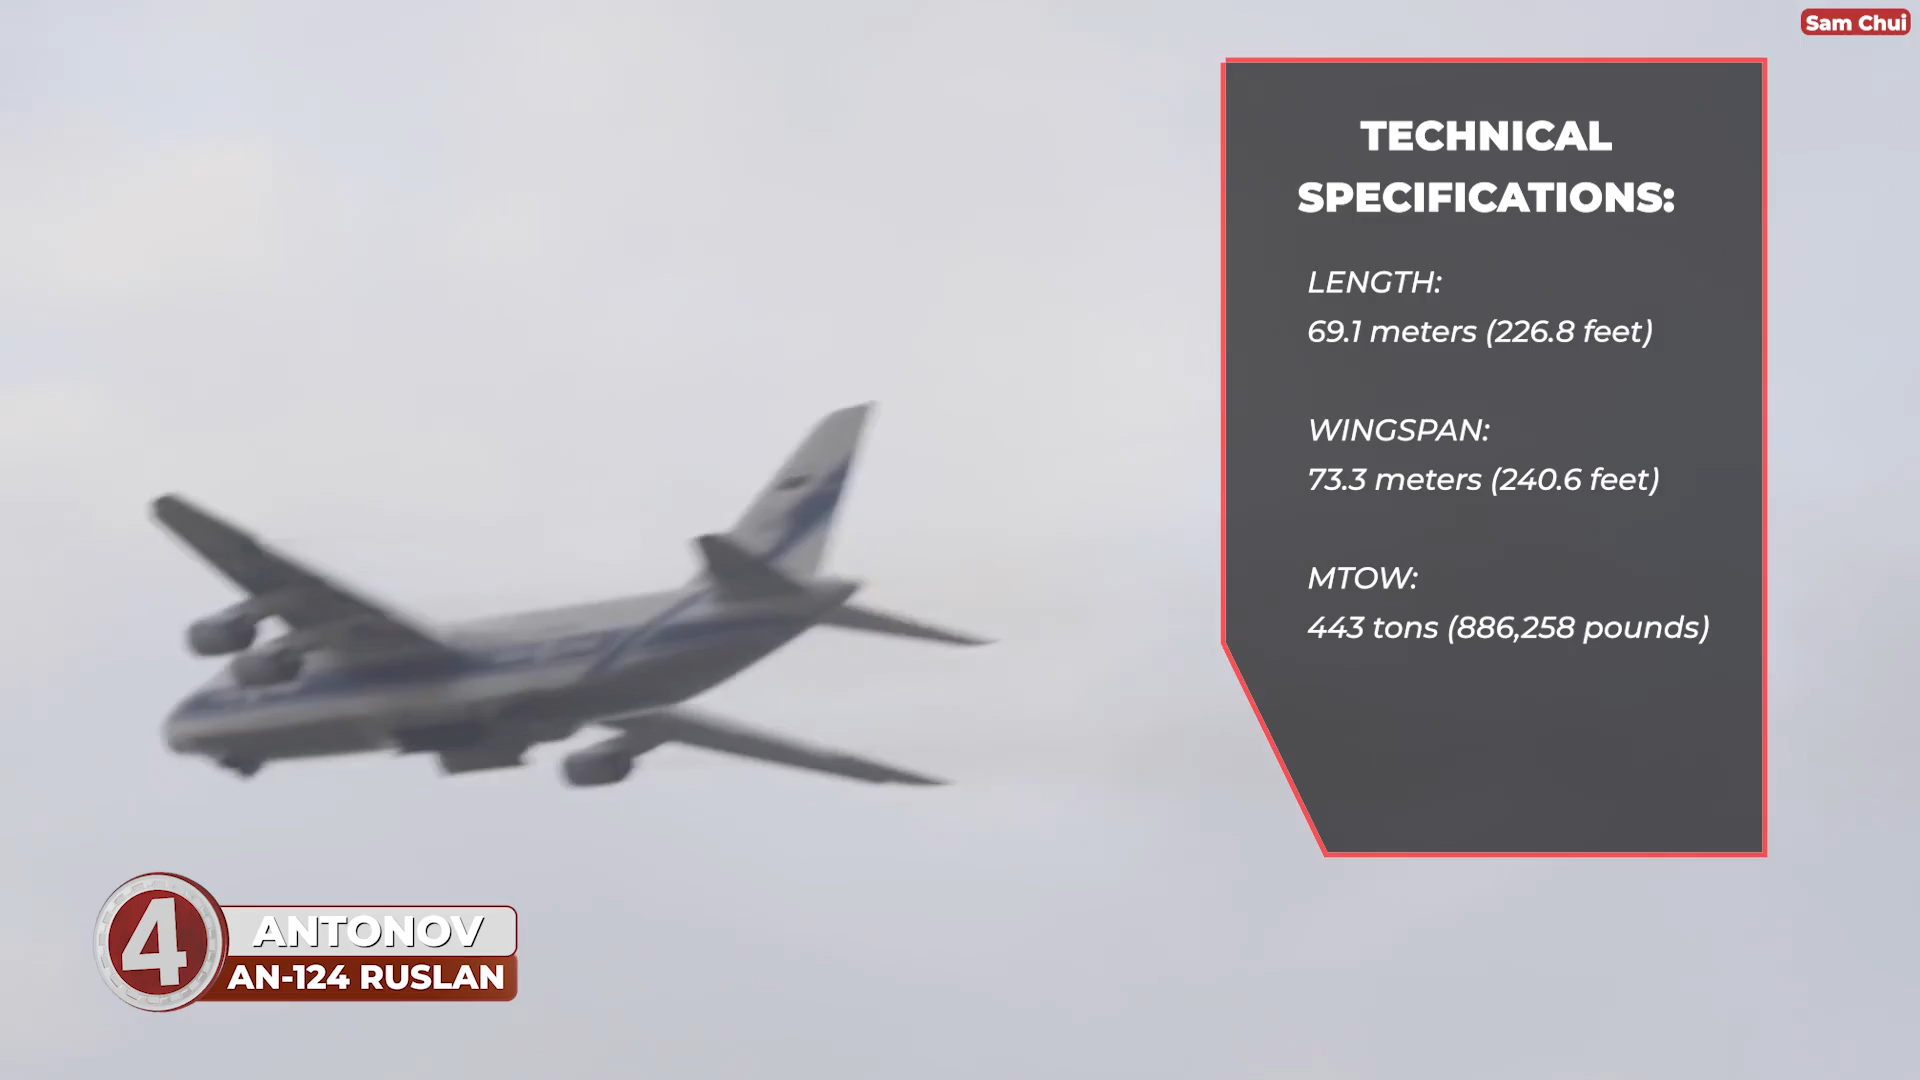 Sam Chui
TECHNICAL
SPECIFICATIONS:
LENGTH:
69.1 meters (226.8 feet)
WINGSPAN:
73.3 meters (240.6 feet)
MTOW:
443 tons (886,258 pounds)
4
ANTONOV
AN-124 RUSLAN